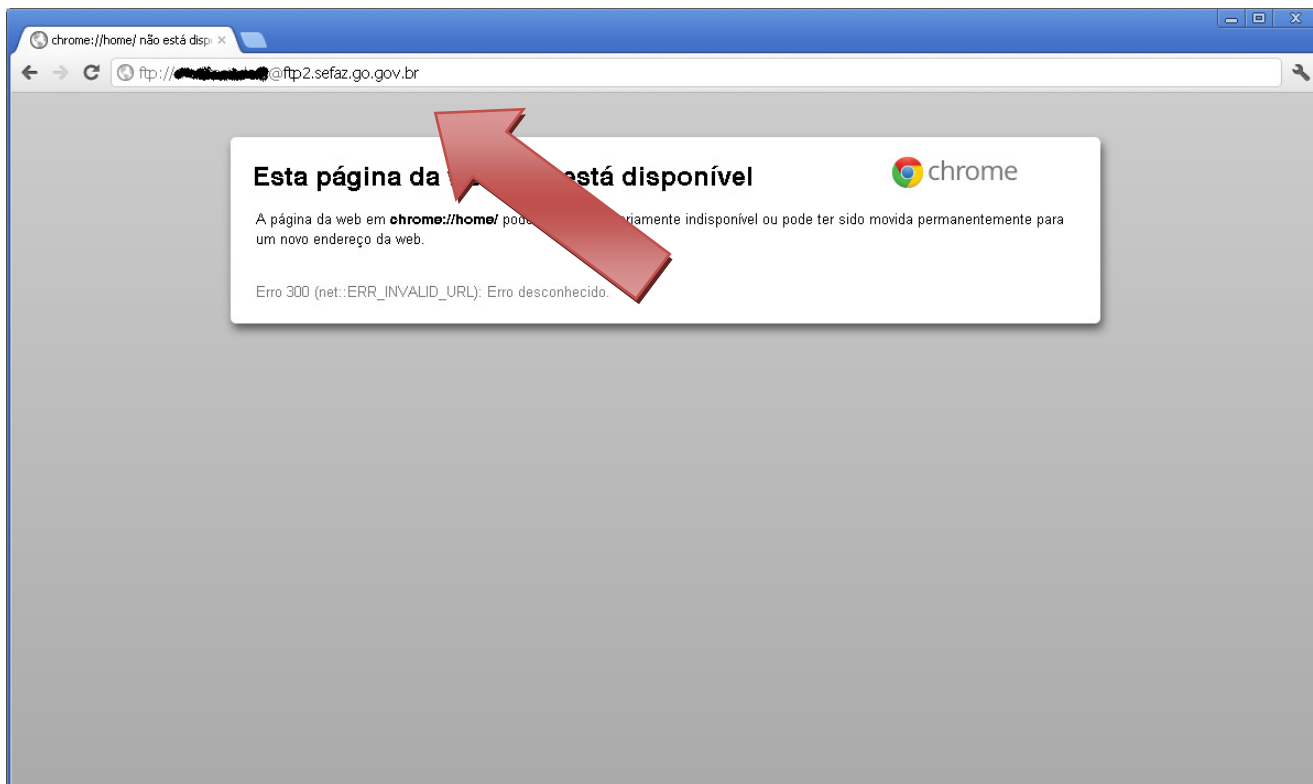 chrome://home/ não está disp
ftp://@ftp2.sefaz.go.gov.br
Esta página da está disponível
chrome
A página da web em chrome://home/ pode indisponível ou pode ter sido movida permanentemente para
um novo endereço da web.
Erro 300 (net::ERR_INVALID_URL): Erro desconhecido.